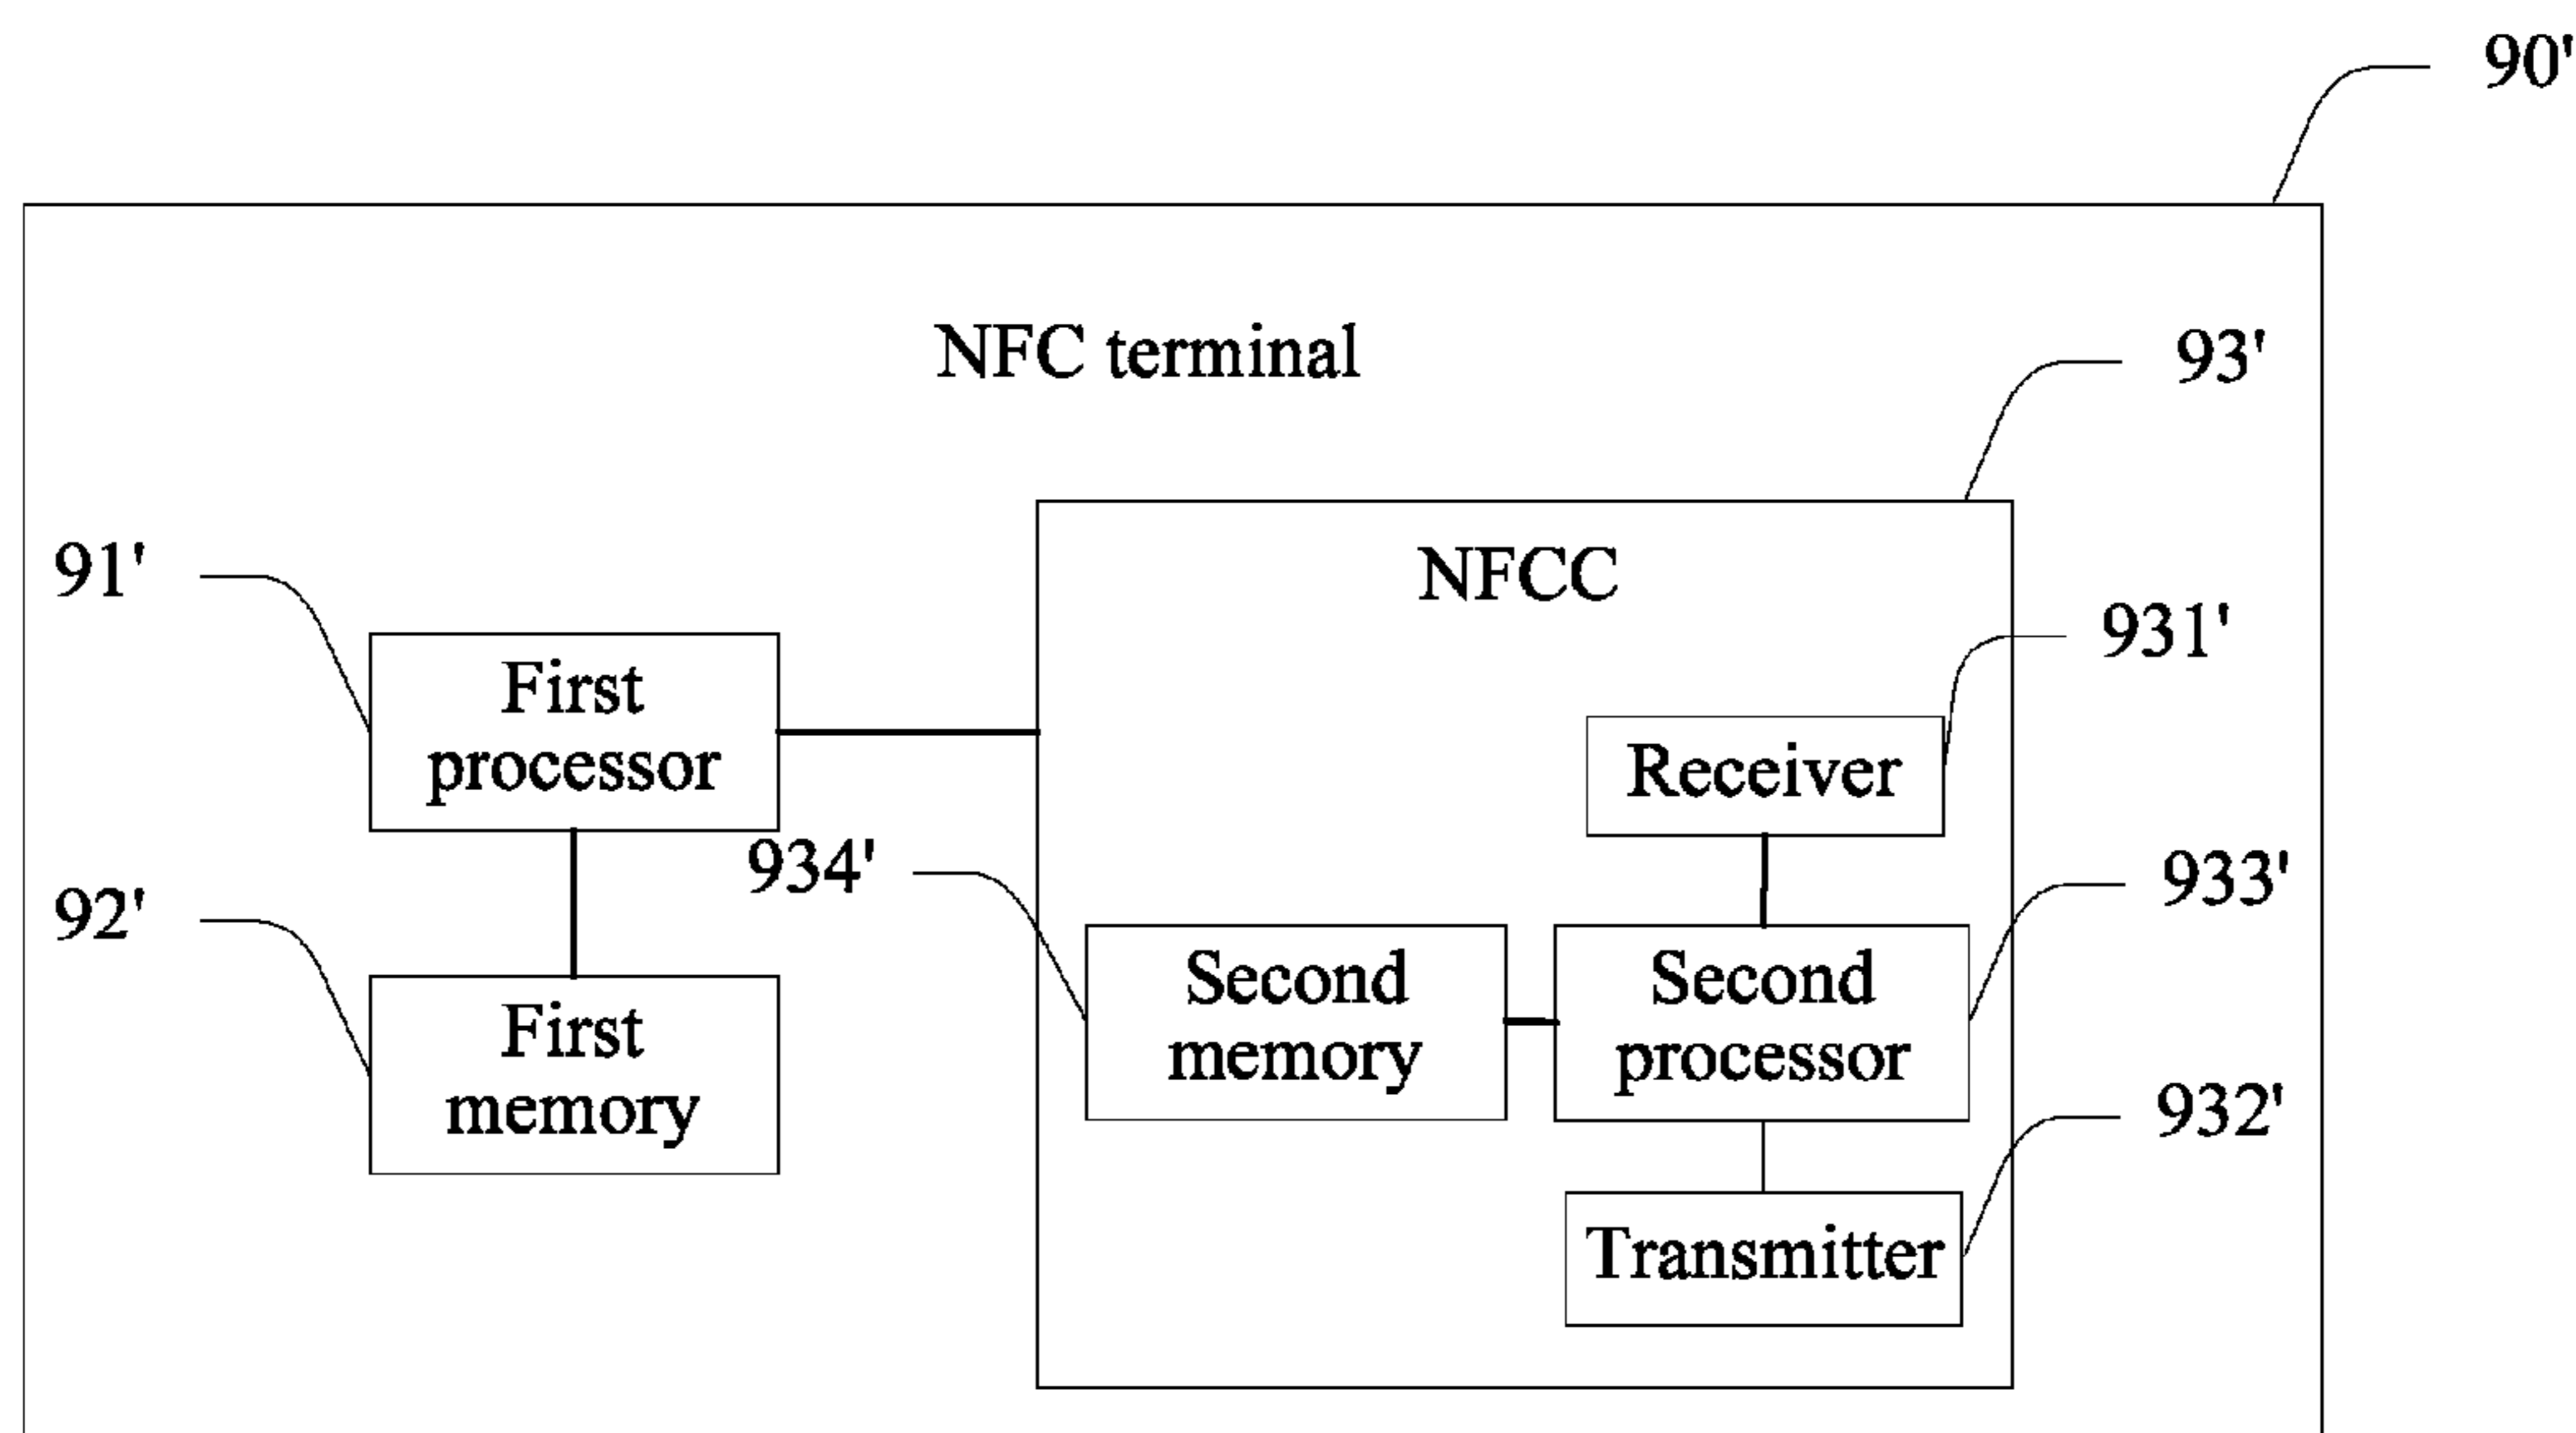 90'
NFC terminal
93'
91'
NFCC
First
processor
931'
Receiver
934'
933'
92'
Second
memory
Second
processor
First
memory
932'
Transmitter